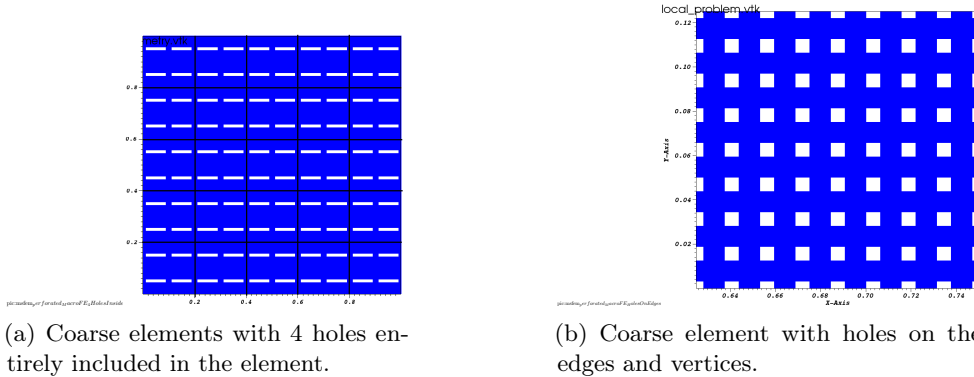 local_problem.vtk
0.12
0.10
0.8
0.08
0.6
Y-Axis
0.06
0.4
0.04
0.2
0.02
0.2 0.4 0.6 0.8
0.64 0.66 0.68 0.70 0.72 0.74
X-Axis
(a) Coarse elements with 4 holes en-
tirely included in the element.
(b) Coarse element with holes on the
edges and vertices.